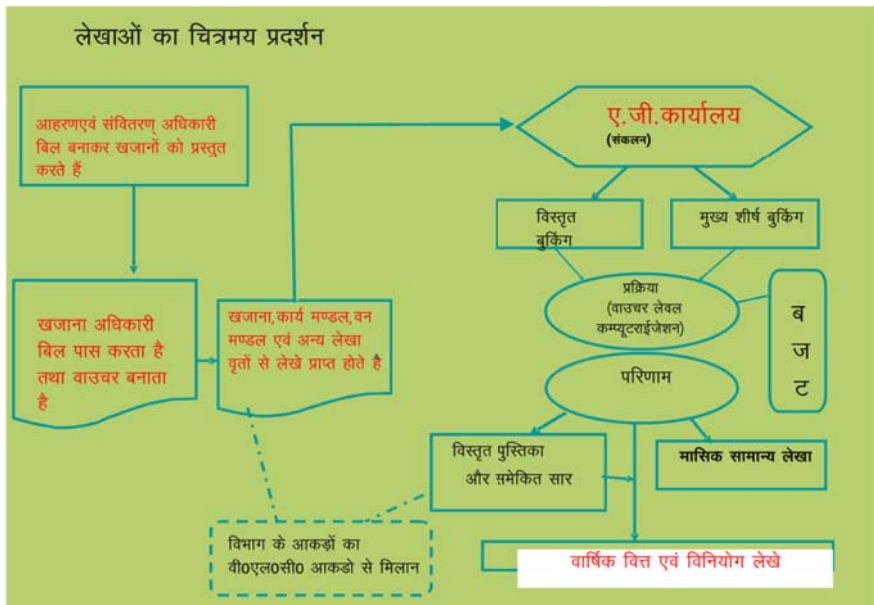 लेखाओं का चित्रमय प्रदर्शन
आहरणएवं संवितरण् अधिकारी
बिल बनाकर खजानों को प्रस्तुत
करते हैं
खजाना अधिकारी
बिल पास करता है
तथा वाउचर बनाता
है
खजाना,कार्य मण्डल,वन
मण्डल एवं अन्य लेखा
वृतों से लेखे प्राप्त होते है
ए.जी.कार्यालय
(संकलन)
विस्तृत
बुकिंग
मुख्य शीर्ष बुकिंग
प्रक्रिया
(वाउचर लेवल
कम्प्यूटराईजेशन)
ब
ज
ट
परिणाम
विस्तृत पुस्तिका
और समेकित सार
मासिक सामान्य लेखा
विभाग के आकड़ों का
वी0एल0सी0 आकडो से मिलान
वार्षिक वित्त एवं विनियोग लेखे